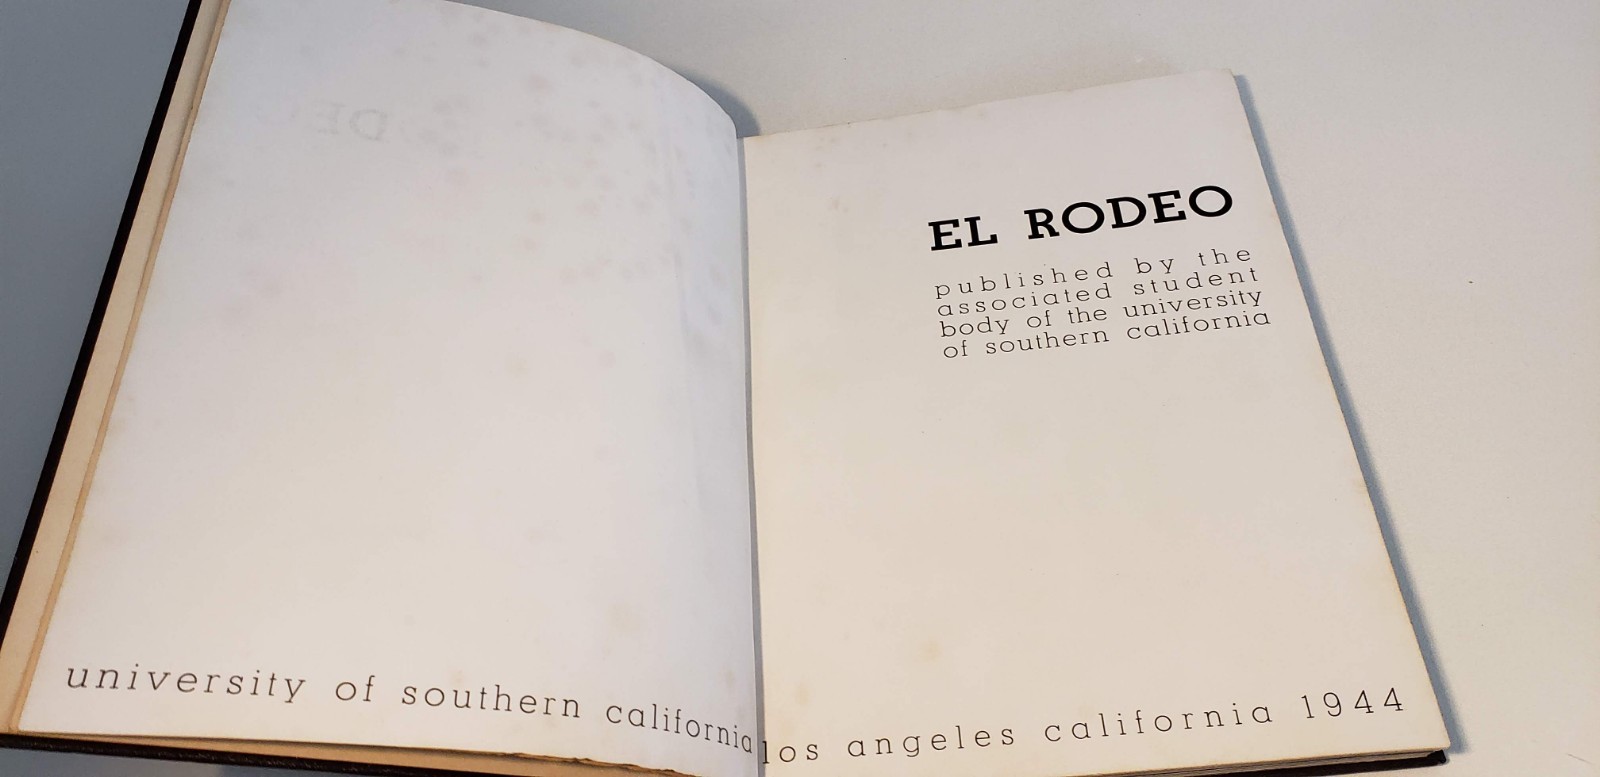 EL RODEO
published by the
associated student
body of the university
of southern california
university of southern california los angeles california 1944